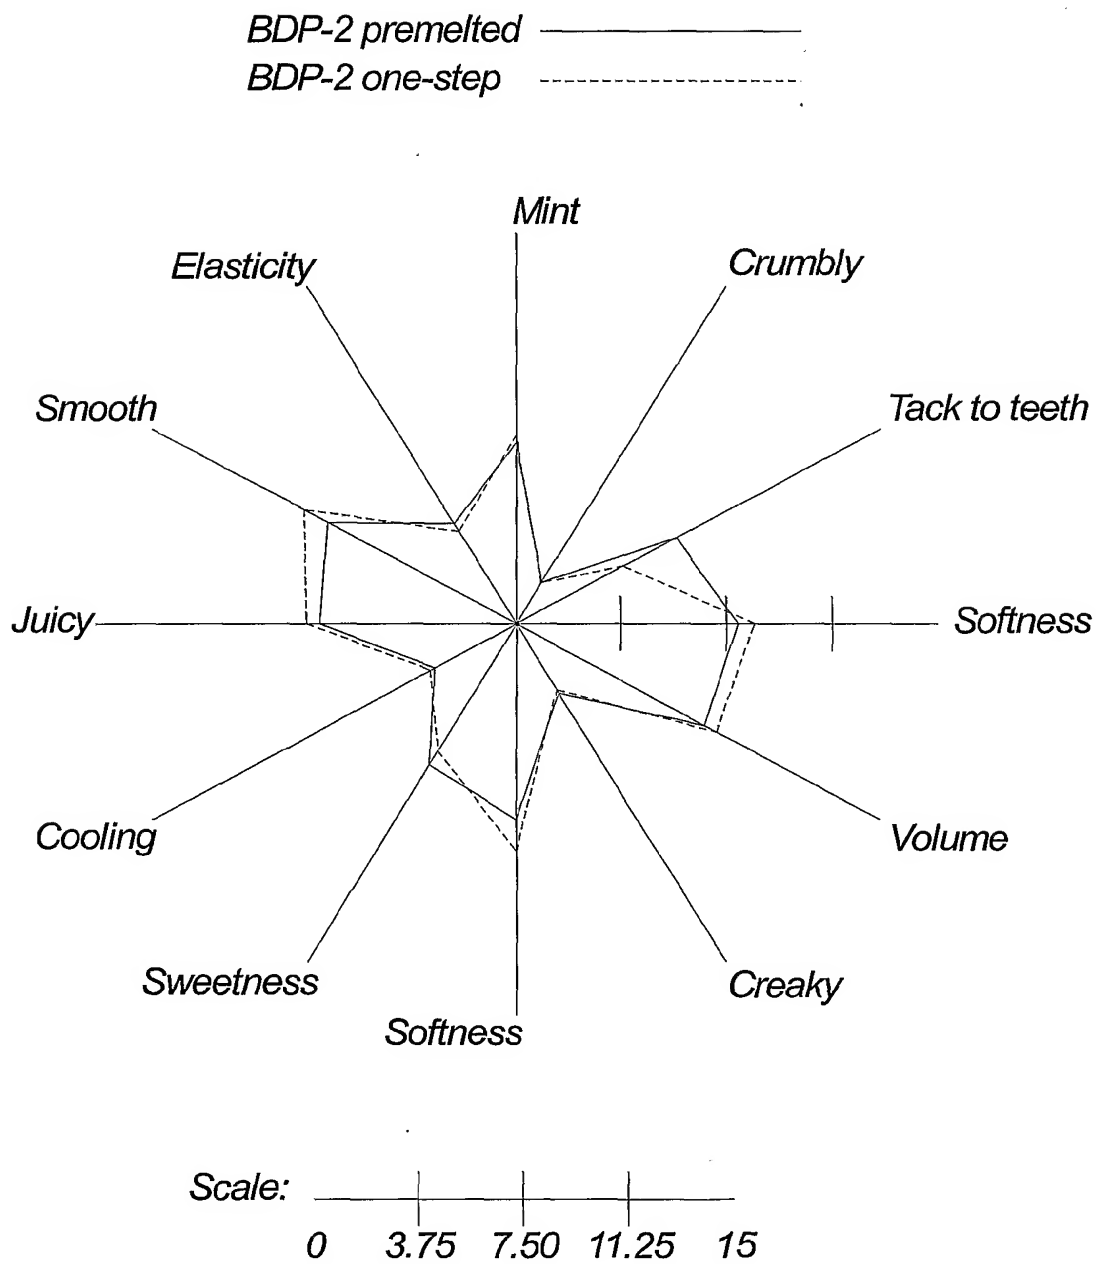 BDP-2 premelted
BDP-2 one-step
Mint
Elasticity
Crumbly
Smooth
Tack to teeth
Juicy
Softness
Cooling
Volume
Sweetness
Creaky
Softness
Scale:
0 3.75 7.50 11.25 15